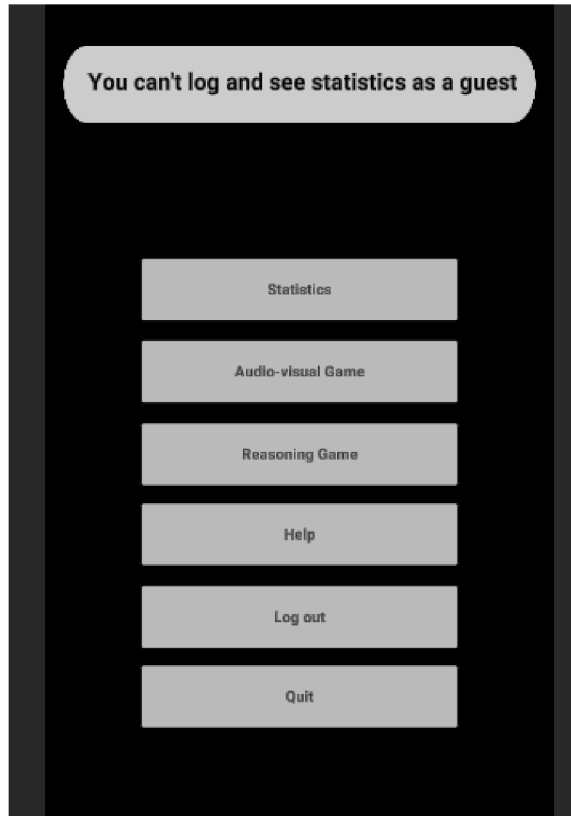 You can't log and see statistics as a guest
Statistics
Audio-visual Game
Reasoning Game
Help
Log out
Quit